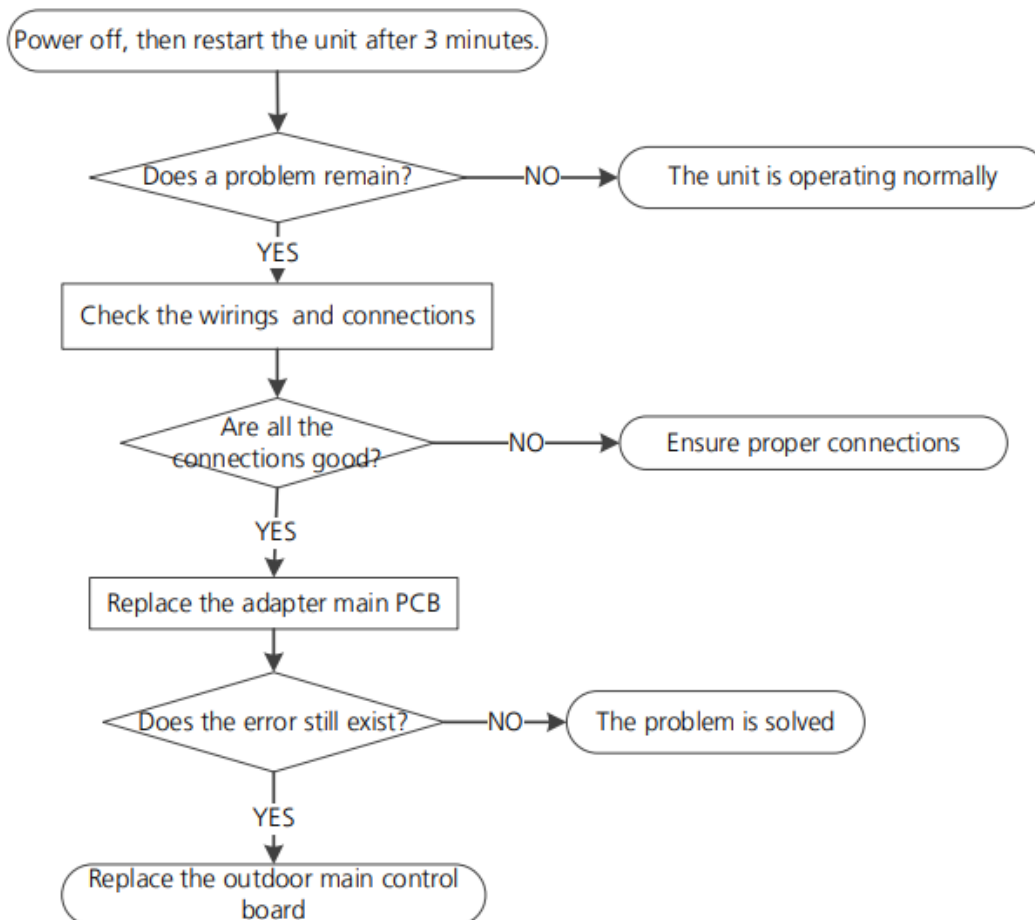 Power off, then restart the unit after 3 minutes.
Does a problem remain?
NO
The unit is operating normally
YES
Check the wirings and connections
Are all the
connections good?
NO
Ensure proper connections
YES
Replace the adapter main PCB
Does the error still exist?
NO
The problem is solved
YES
Replace the outdoor main control
board